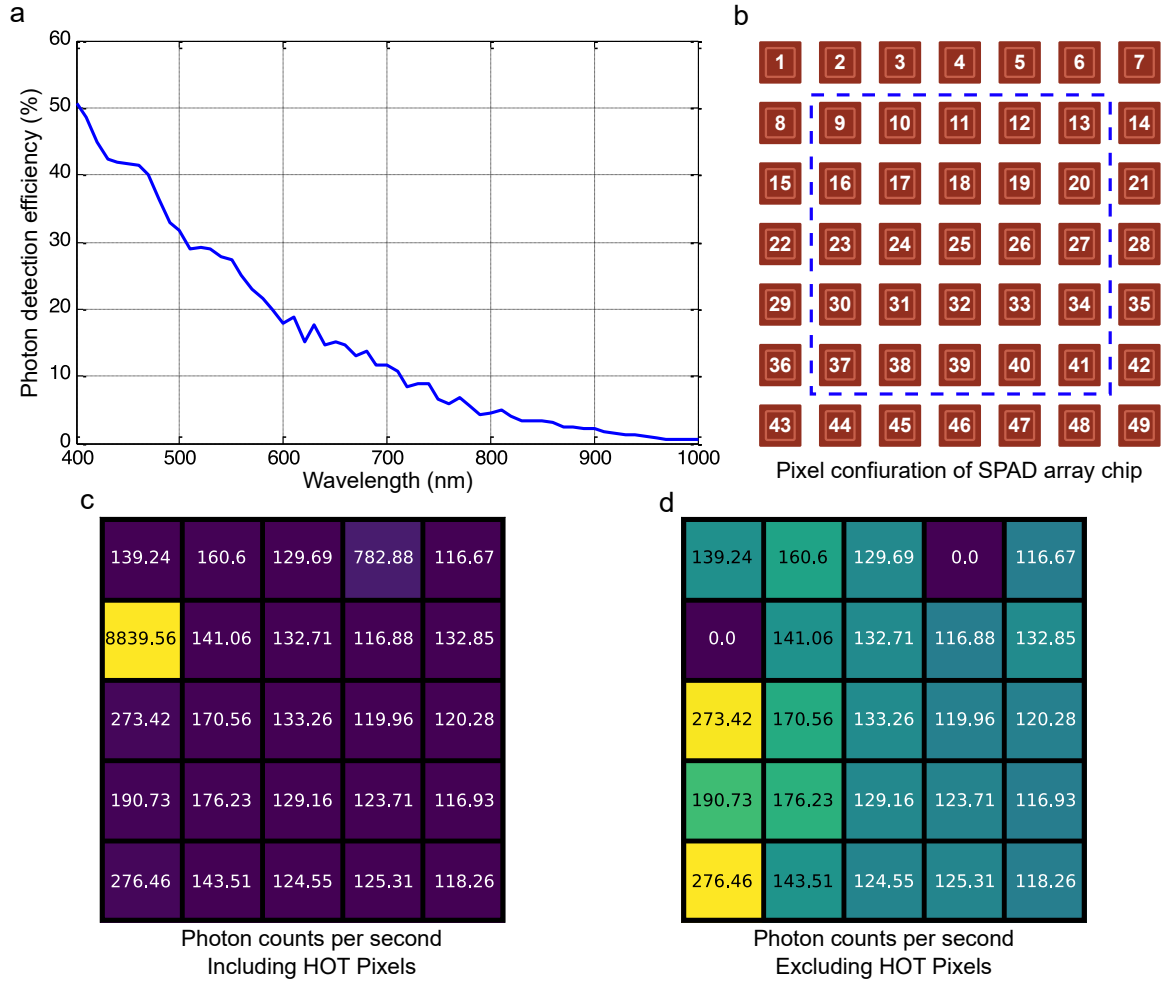 a
60
50
40
30
20
10
0
Photon detection efficiency (%)
400 500 600 700 800 900 1000
Wavelength (nm)
b
1 2 3 4 5 6 7
8 9 10 11 12 13 14
15 16 17 18 19 20 21
22 23 24 25 26 27 28
29 30 31 32 33 34 35
36 37 38 39 40 41 42
43 44 45 46 47 48 49
Pixel confiuration of SPAD array chip
c
139.24 160.6 129.69 782.88 116.67
8839.56 141.06 132.71 116.88 132.85
273.42 170.56 133.26 119.96 120.28
190.73 176.23 129.16 123.71 116.93
276.46 143.51 124.55 125.31 118.26
Photon counts per second
Including HOT Pixels
d
139.24 160.6 129.69 0.0 116.67
0.0 141.06 132.71 116.88 132.85
273.42 170.56 133.26 119.96 120.28
190.73 176.23 129.16 123.71 116.93
276.46 143.51 124.55 125.31 118.26
Photon counts per second
Excluding HOT Pixels